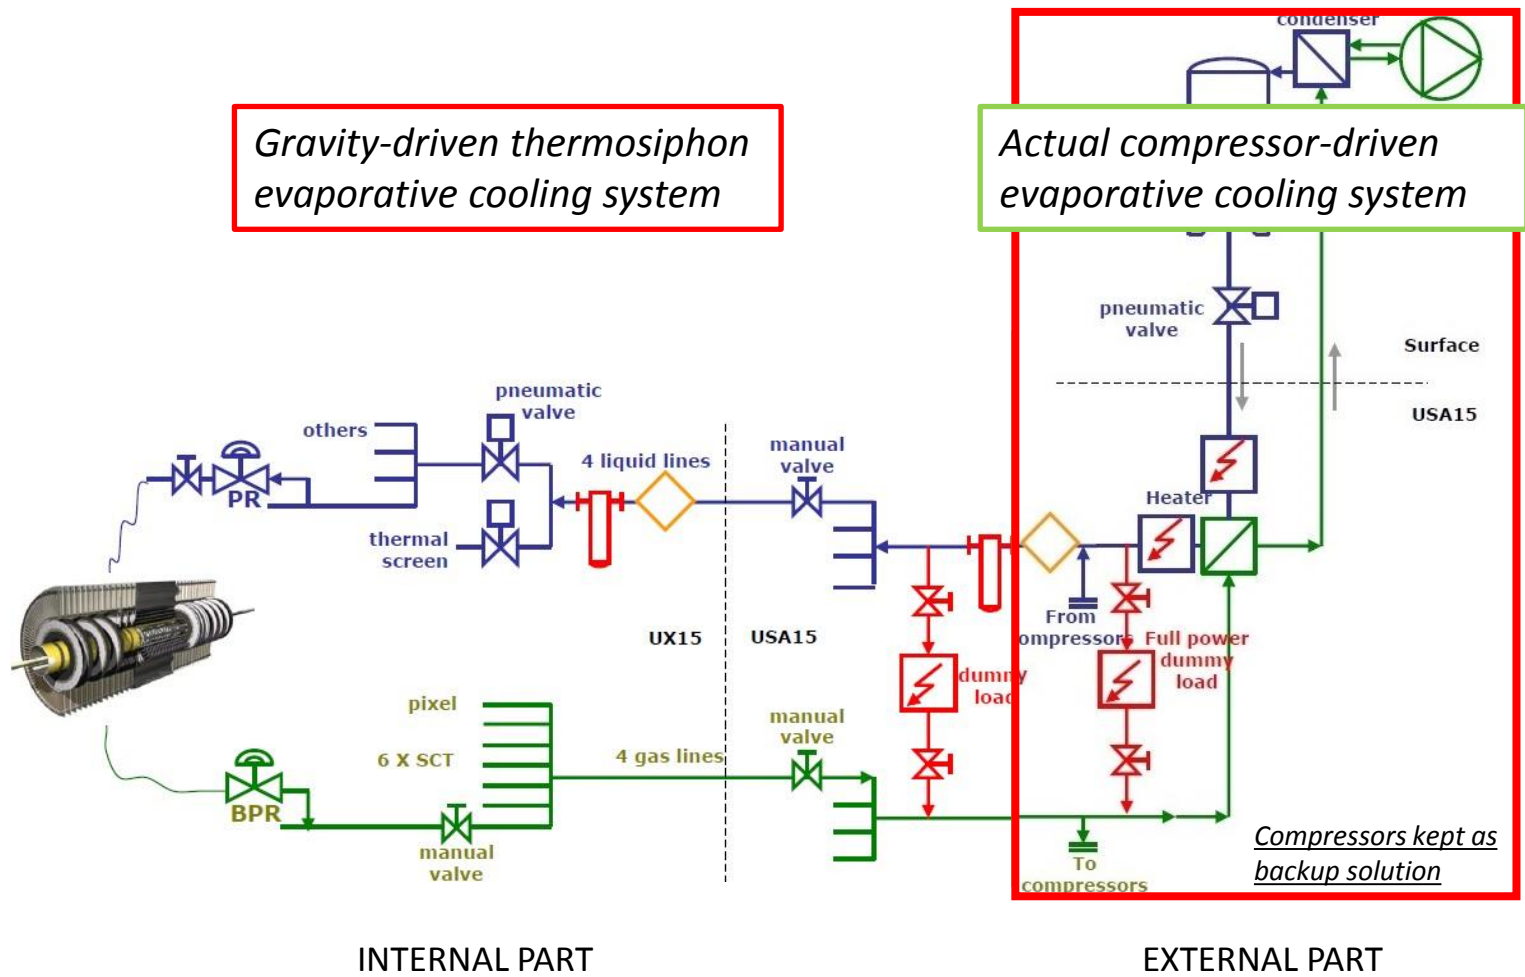 condenser
Gravity-driven thermosiphon
evaporative cooling system
Actual compressor-driven
evaporative cooling system
pneumatic
valve
Surface
USA15
pneumatic
valve
others
4 liquid lines
manual
valve
PR
Heater
thermal
screen
From
ompressors
UX15
USA15
Full power
dummy
load
dummy
load
pixel
manual
valve
6 X SCT
4 gas lines
BPR
manual
valve
To
compressors
Compressors kept as
backup solution
INTERNAL PART
EXTERNAL PART